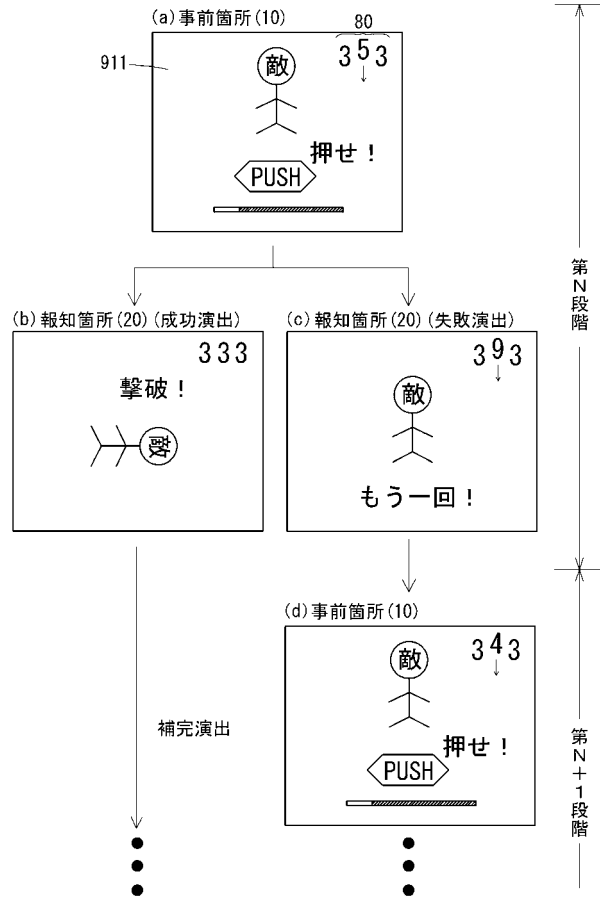 (a)事前箇所(10)
80
911
敵
353
押せ！
PUSH
第N段階
(b)報知箇所(20)(成功演出)
333
撃破！
敵
(c)報知箇所(20)(失敗演出)
393
敵
もう一回！
(d)事前箇所(10)
敵
343
押せ！
PUSH
補完演出
第N+1段階